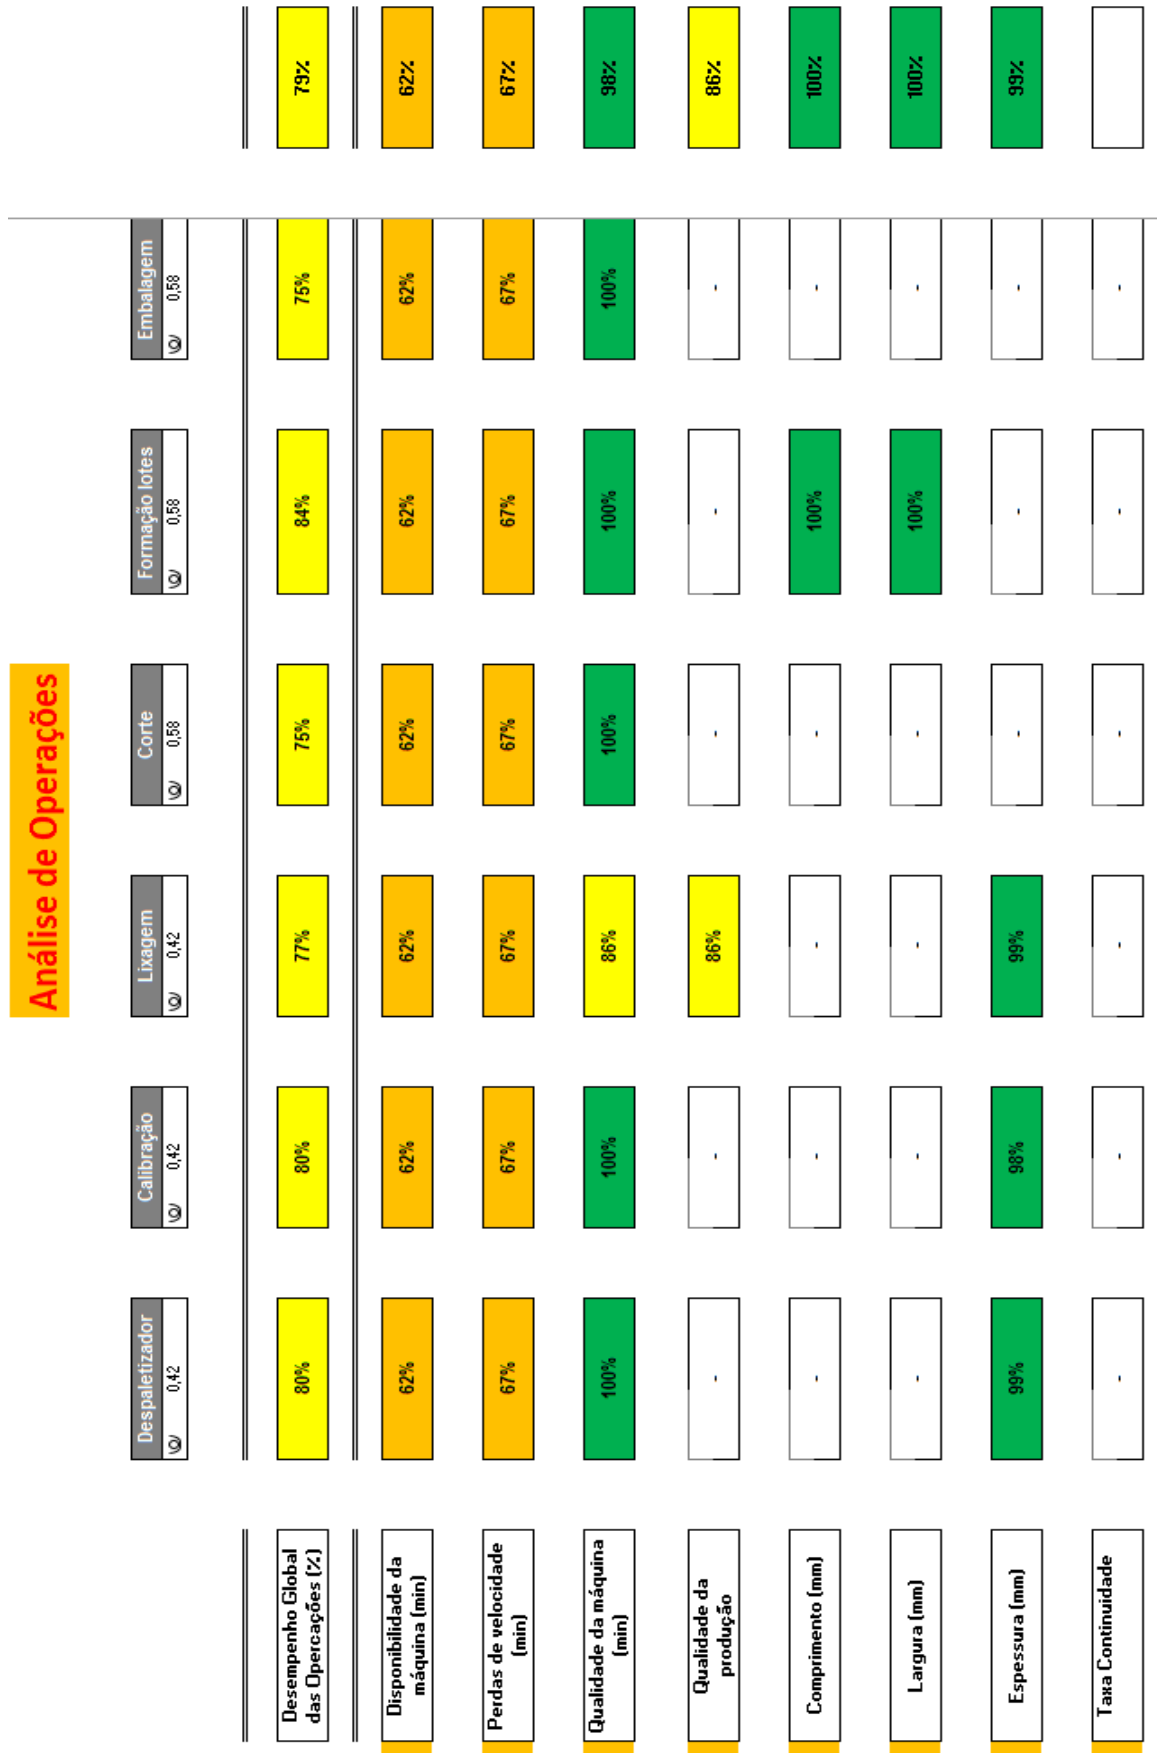 Análise de Operações
Despaletizador Calibração Lixagem Corte Formação lotes Embalagem
0,42 0,42 0,42 0,58 0,58 0,58
Desempenho Global
das Opercações (%)
80% 80% 77% 75% 84% 75% 79%
Disponibilidade da
máquina (min)
62% 62% 62% 62% 62% 62% 62%
Perdas de velocidade
(min)
67% 67% 67% 67% 67% 67% 67%
Qualidade da máquina
(min)
100% 100% 86% 100% 100% 100% 98%
Qualidade da
produção
- - 86% - - - 86%
Comprimento (mm)
- - - - 100% - 100%
Largura (mm)
- - - - 100% - 100%
Espessura (mm)
99% 98% 99% - - - 99%
Taxa Continuidade
- - - - - -